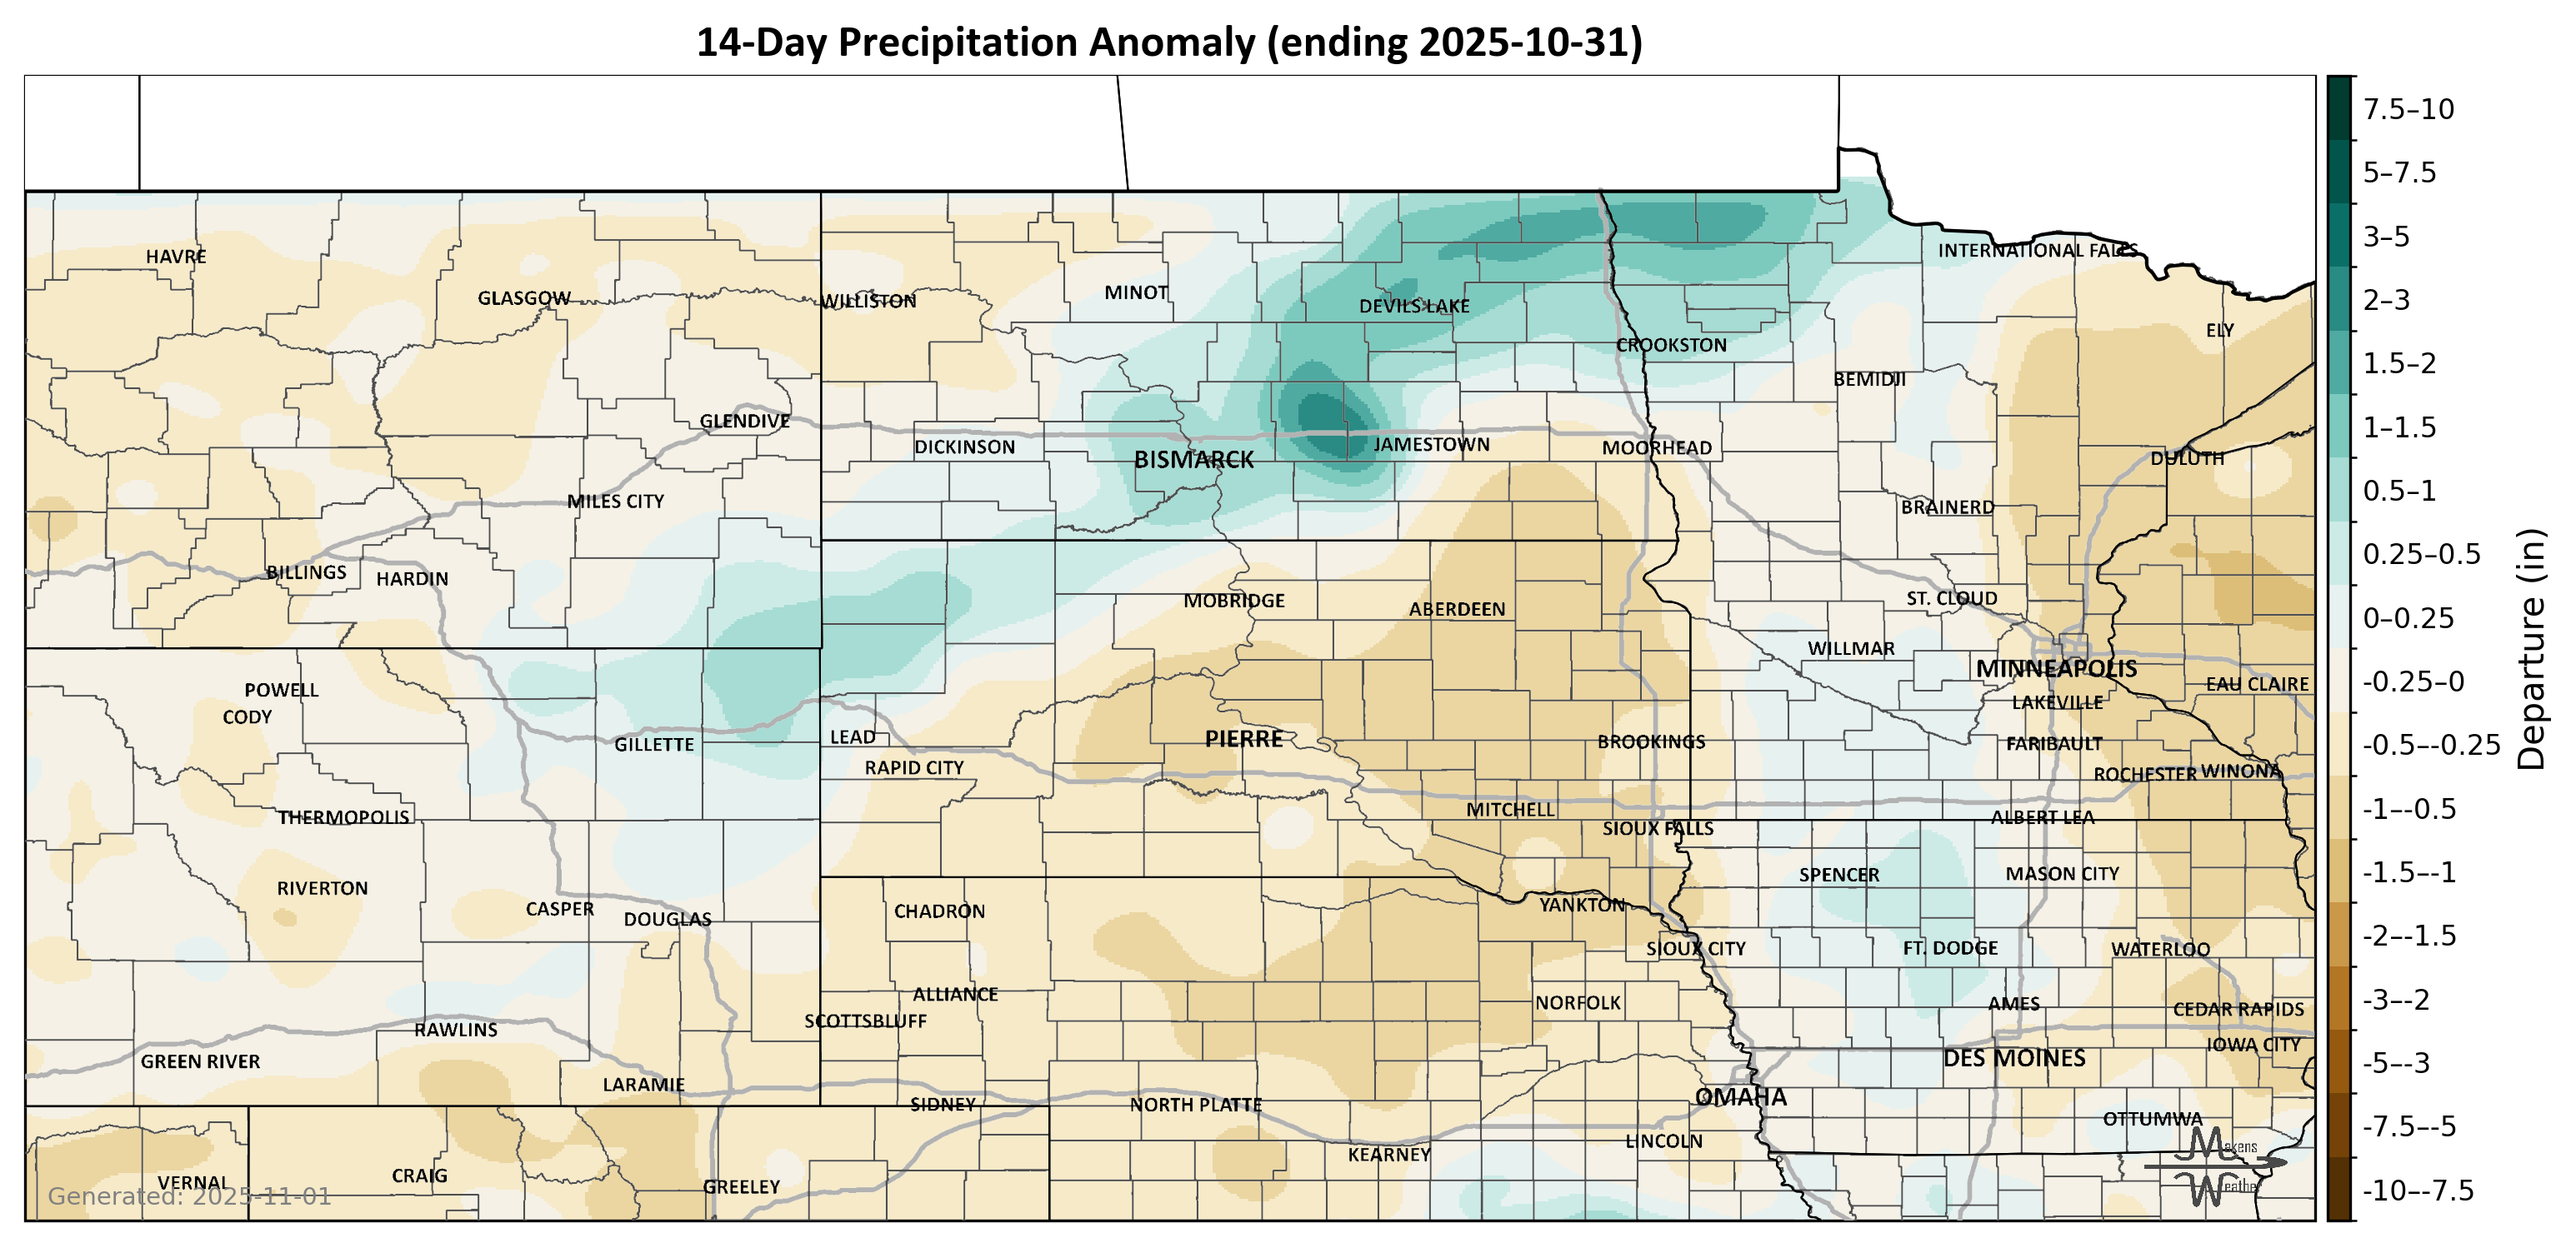 14-Day Precipitation Anomaly (ending 2025-10-31)
7.5–10
5–7.5
3–5
2–3
1.5–2
1–1.5
0.5–1
0.25–0.5
0–0.25
-0.25–0
-0.5–-0.25
-1–-0.5
-1.5–-1
-2–-1.5
-3–-2
-5–-3
-7.5–-5
-10–-7.5
Departure (in)
HAVRE
INTERNATIONAL FALLS
GLASGOW
WILLISTON
MINOT
DEVILS LAKE
ELY
CROOKSTON
BEMIDJI
GLENDIVE
DICKINSON
BISMARCK
JAMESTOWN
MOORHEAD
DULUTH
MILES CITY
BRAINERD
BILLINGS
HARDIN
MOBRIDGE
ABERDEEN
ST. CLOUD
WILLMAR
MINNEAPOLIS
POWELL
EAU CLAIRE
CODY
LAKEVILLE
GILLETTE
LEAD
PIERRE
BROOKINGS
FARIBAULT
RAPID CITY
ROCHESTER
WINONA
THERMOPOLIS
MITCHELL
ALBERT LEA
SIOUX FALLS
RIVERTON
SPENCER
MASON CITY
CASPER
DOUGLAS
CHADRON
YANKTON
SIOUX CITY
FT. DODGE
WATERLOO
ALLIANCE
NORFOLK
AMES
CEDAR RAPIDS
RAWLINS
SCOTTSBLUFF
IOWA CITY
GREEN RIVER
DES MOINES
LARAMIE
SIDNEY
NORTH PLATTE
OMAHA
OTTUMWA
LINCOLN
KEARNEY
VERNAL
CRAIG
GREELEY
Generated: 2025-11-01
Makens
Weather